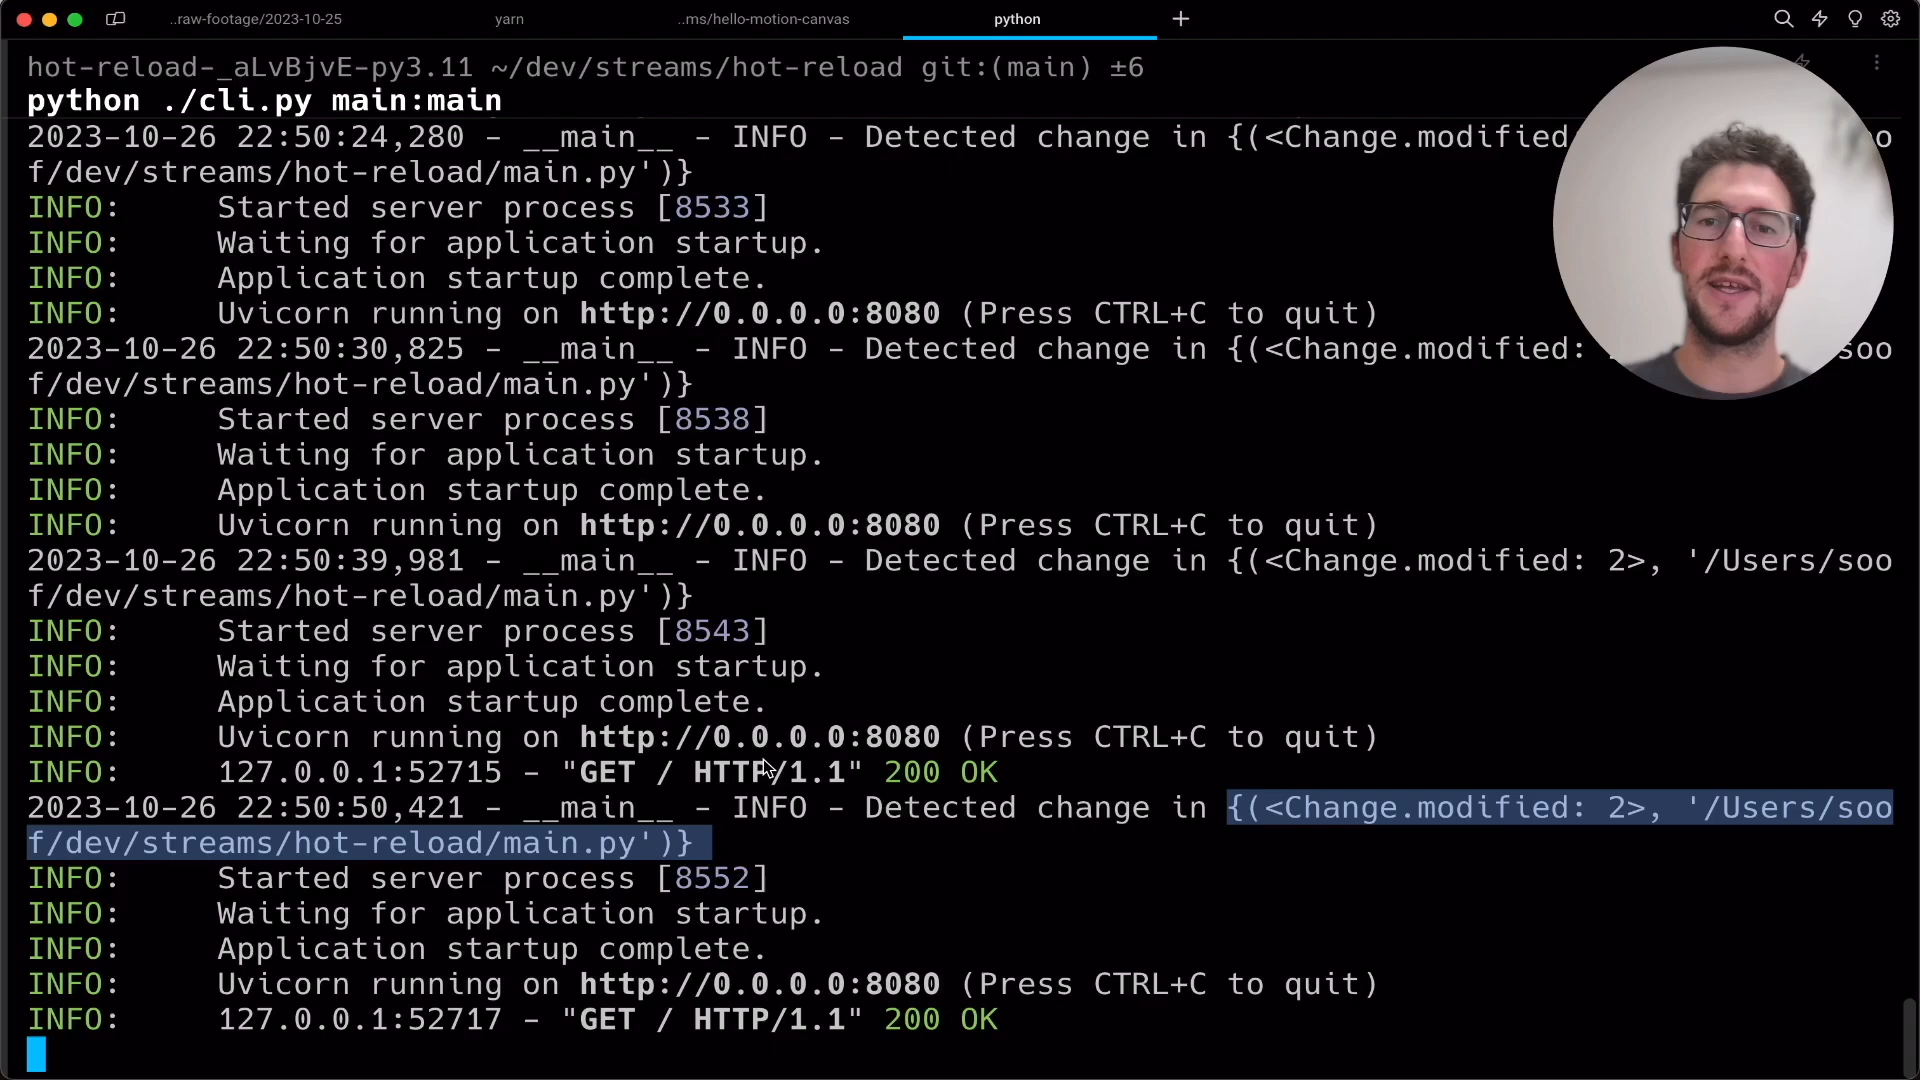 ..raw-footage/2023-10-25 yarn ..ms/hello-motion-canvas python +
hot-reload-_aLvBjvE-py3.11 ~/dev/streams/hot-reload git:(main) ±6
python ./cli.py main:main
2023-10-26 22:50:24,280 - __main__ - INFO - Detected change in {(<Change.modified oo
f/dev/streams/hot-reload/main.py')}
INFO: Started server process [8533]
INFO: Waiting for application startup.
INFO: Application startup complete.
INFO: Uvicorn running on http://0.0.0.0:8080 (Press CTRL+C to quit)
2023-10-26 22:50:30,825 - __main__ - INFO - Detected change in {(<Change.modified: soo
f/dev/streams/hot-reload/main.py')}
INFO: Started server process [8538]
INFO: Waiting for application startup.
INFO: Application startup complete.
INFO: Uvicorn running on http://0.0.0.0:8080 (Press CTRL+C to quit)
2023-10-26 22:50:39,981 - __main__ - INFO - Detected change in {(<Change.modified: 2>, '/Users/soo
f/dev/streams/hot-reload/main.py')}
INFO: Started server process [8543]
INFO: Waiting for application startup.
INFO: Application startup complete.
INFO: Uvicorn running on http://0.0.0.0:8080 (Press CTRL+C to quit)
INFO: 127.0.0.1:52715 - "GET / HTTP/1.1" 200 OK
2023-10-26 22:50:50,421 - __main__ - INFO - Detected change in {(<Change.modified: 2>, '/Users/soo
f/dev/streams/hot-reload/main.py')}
INFO: Started server process [8552]
INFO: Waiting for application startup.
INFO: Application startup complete.
INFO: Uvicorn running on http://0.0.0.0:8080 (Press CTRL+C to quit)
INFO: 127.0.0.1:52717 - "GET / HTTP/1.1" 200 OK